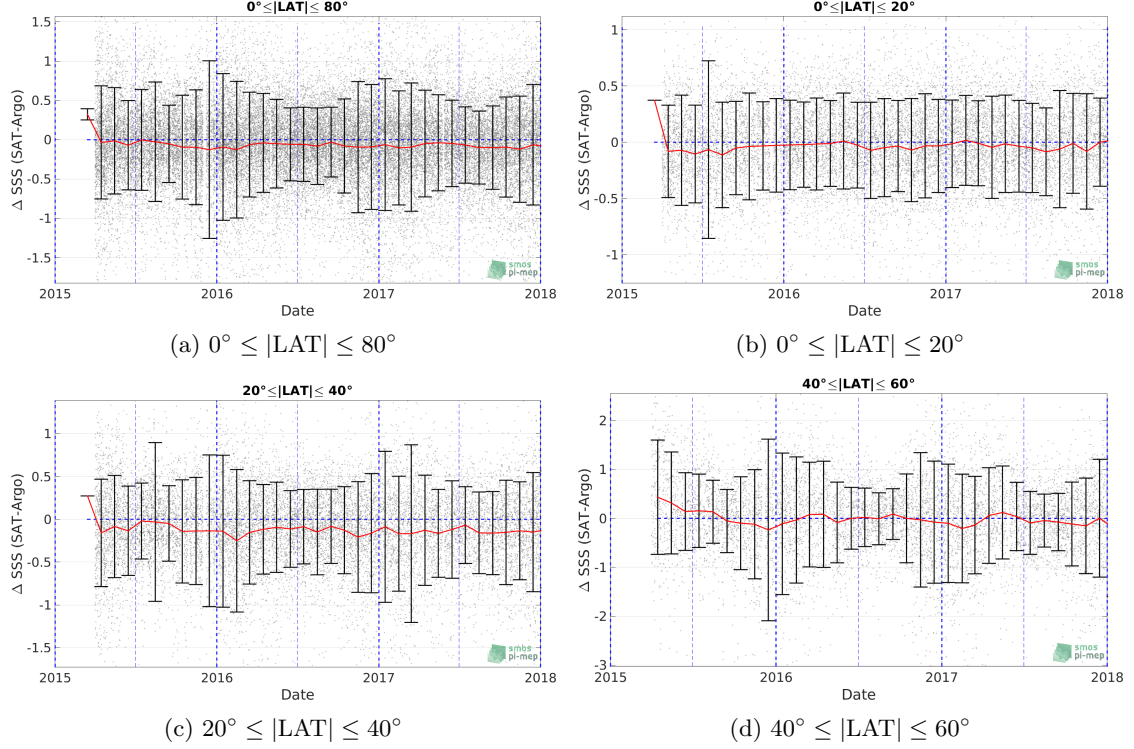 0°≤|LAT|≤ 80°
Δ SSS (SAT-Argo)
1.5
1
0.5
0
-0.5
-1
-1.5
2015 2016 2017 2018
Date
smos
pi-mep
(a) 0° ≤ |LAT| ≤ 80°
0°≤|LAT|≤ 20°
Δ SSS (SAT-Argo)
1
0.5
0
-0.5
-1
2015 2016 2017 2018
Date
smos
pi-mep
(b) 0° ≤ |LAT| ≤ 20°
20°≤|LAT|≤ 40°
Δ SSS (SAT-Argo)
1
0.5
0
-0.5
-1
-1.5
2015 2016 2017 2018
Date
smos
pi-mep
(c) 20° ≤ |LAT| ≤ 40°
40°≤|LAT|≤ 60°
Δ SSS (SAT-Argo)
2
1
0
-1
-2
-3
2015 2016 2017 2018
Date
smos
pi-mep
(d) 40° ≤ |LAT| ≤ 60°